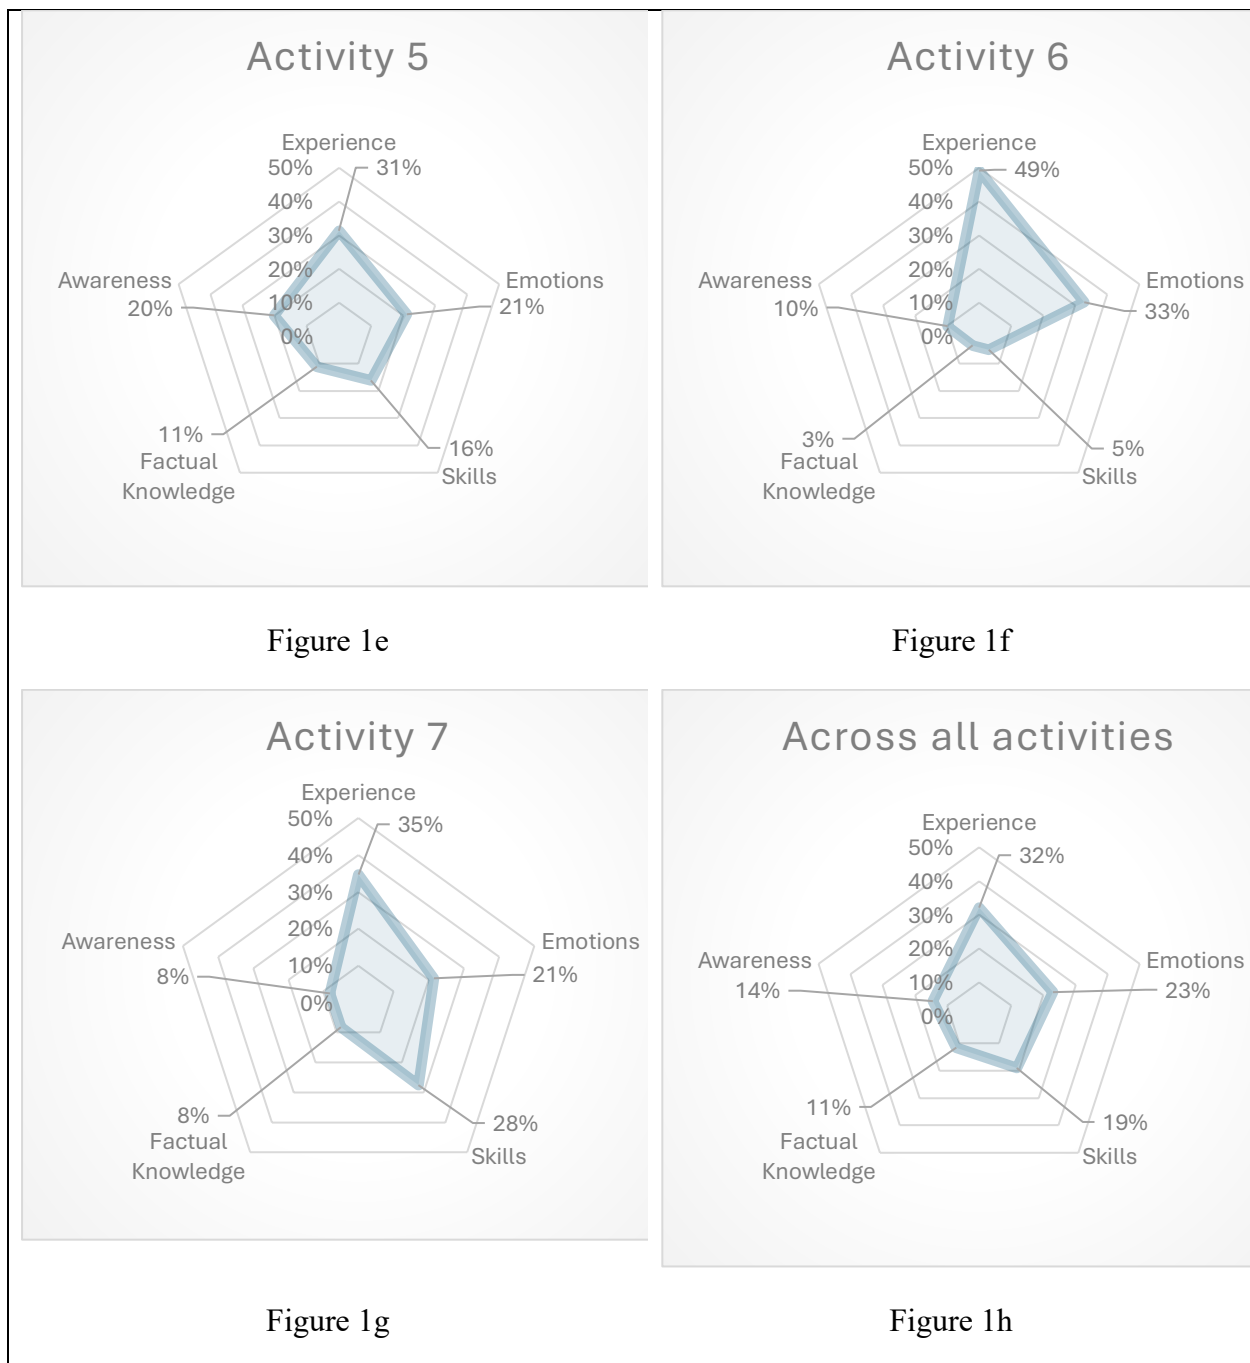 Activity 5
Experience
50%
31%
40%
30%
20%
10%
0%
Awareness
20%
Emotions
21%
11%
Factual
Knowledge
16%
Skills
Figure 1e
Activity 6
Experience
50%
49%
40%
30%
20%
10%
0%
Awareness
10%
Emotions
33%
3%
Factual
Knowledge
5%
Skills
Figure 1f
Activity 7
Experience
50%
35%
40%
30%
20%
10%
0%
Awareness
8%
Emotions
21%
8%
Factual
Knowledge
28%
Skills
Figure 1g
Across all activities
Experience
50%
32%
40%
30%
20%
10%
0%
Awareness
14%
Emotions
23%
11%
Factual
Knowledge
19%
Skills
Figure 1h